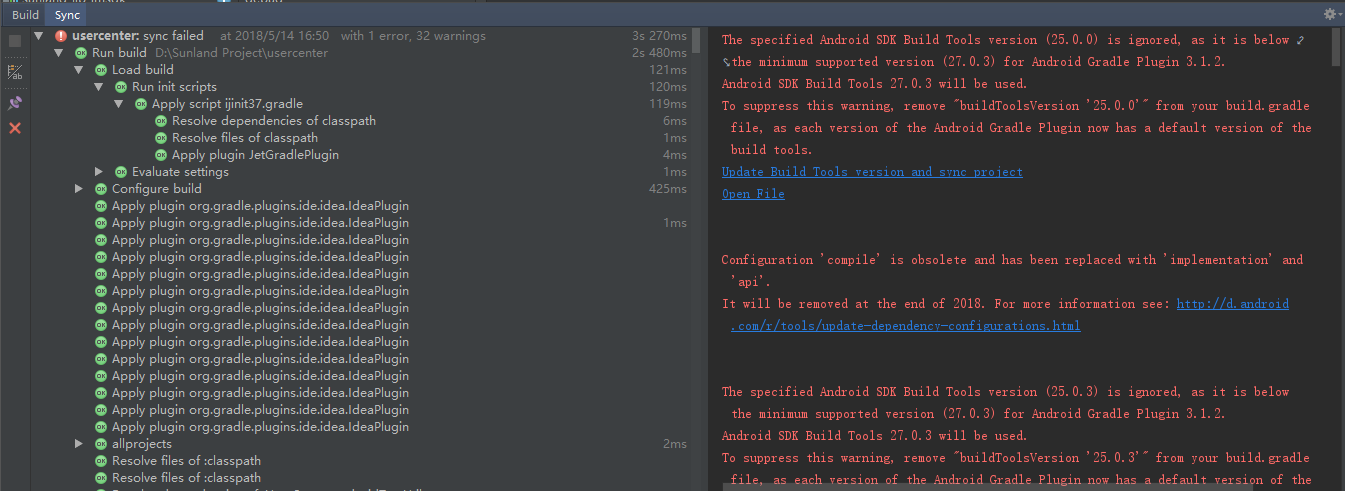 Build Sync
usercenter: sync failed at 2018/5/14 16:50 with 1 error, 32 warnings 3s 270ms
Run build D:\Sunland Project\usercenter 2s 480ms
Load build 121ms
Run init scripts 120ms
Apply script ijinit37.gradle 119ms
Resolve dependencies of classpath 6ms
Resolve files of classpath 1ms
Apply plugin JetGradlePlugin 4ms
Evaluate settings 1ms
Configure build 425ms
Apply plugin org.gradle.plugins.ide.idea.IdeaPlugin
Apply plugin org.gradle.plugins.ide.idea.IdeaPlugin 1ms
Apply plugin org.gradle.plugins.ide.idea.IdeaPlugin
Apply plugin org.gradle.plugins.ide.idea.IdeaPlugin
Apply plugin org.gradle.plugins.ide.idea.IdeaPlugin
Apply plugin org.gradle.plugins.ide.idea.IdeaPlugin
Apply plugin org.gradle.plugins.ide.idea.IdeaPlugin
Apply plugin org.gradle.plugins.ide.idea.IdeaPlugin
Apply plugin org.gradle.plugins.ide.idea.IdeaPlugin
Apply plugin org.gradle.plugins.ide.idea.IdeaPlugin
Apply plugin org.gradle.plugins.ide.idea.IdeaPlugin
Apply plugin org.gradle.plugins.ide.idea.IdeaPlugin
Apply plugin org.gradle.plugins.ide.idea.IdeaPlugin
Apply plugin org.gradle.plugins.ide.idea.IdeaPlugin
allprojects 2ms
Resolve files of :classpath
Resolve files of :classpath
The specified Android SDK Build Tools version (25.0.0) is ignored, as it is below
the minimum supported version (27.0.3) for Android Gradle Plugin 3.1.2.
Android SDK Build Tools 27.0.3 will be used.
To suppress this warning, remove "buildToolsVersion '25.0.0'" from your build.gradle
file, as each version of the Android Gradle Plugin now has a default version of the
build tools.
Update Build Tools version and sync project
Open File
Configuration 'compile' is obsolete and has been replaced with 'implementation' and
'api'.
It will be removed at the end of 2018. For more information see: http://d.android
.com/r/tools/update-dependency-configurations.html
The specified Android SDK Build Tools version (25.0.3) is ignored, as it is below
the minimum supported version (27.0.3) for Android Gradle Plugin 3.1.2.
Android SDK Build Tools 27.0.3 will be used.
To suppress this warning, remove "buildToolsVersion '25.0.3'" from your build.gradle
file, as each version of the Android Gradle Plugin now has a default version of the